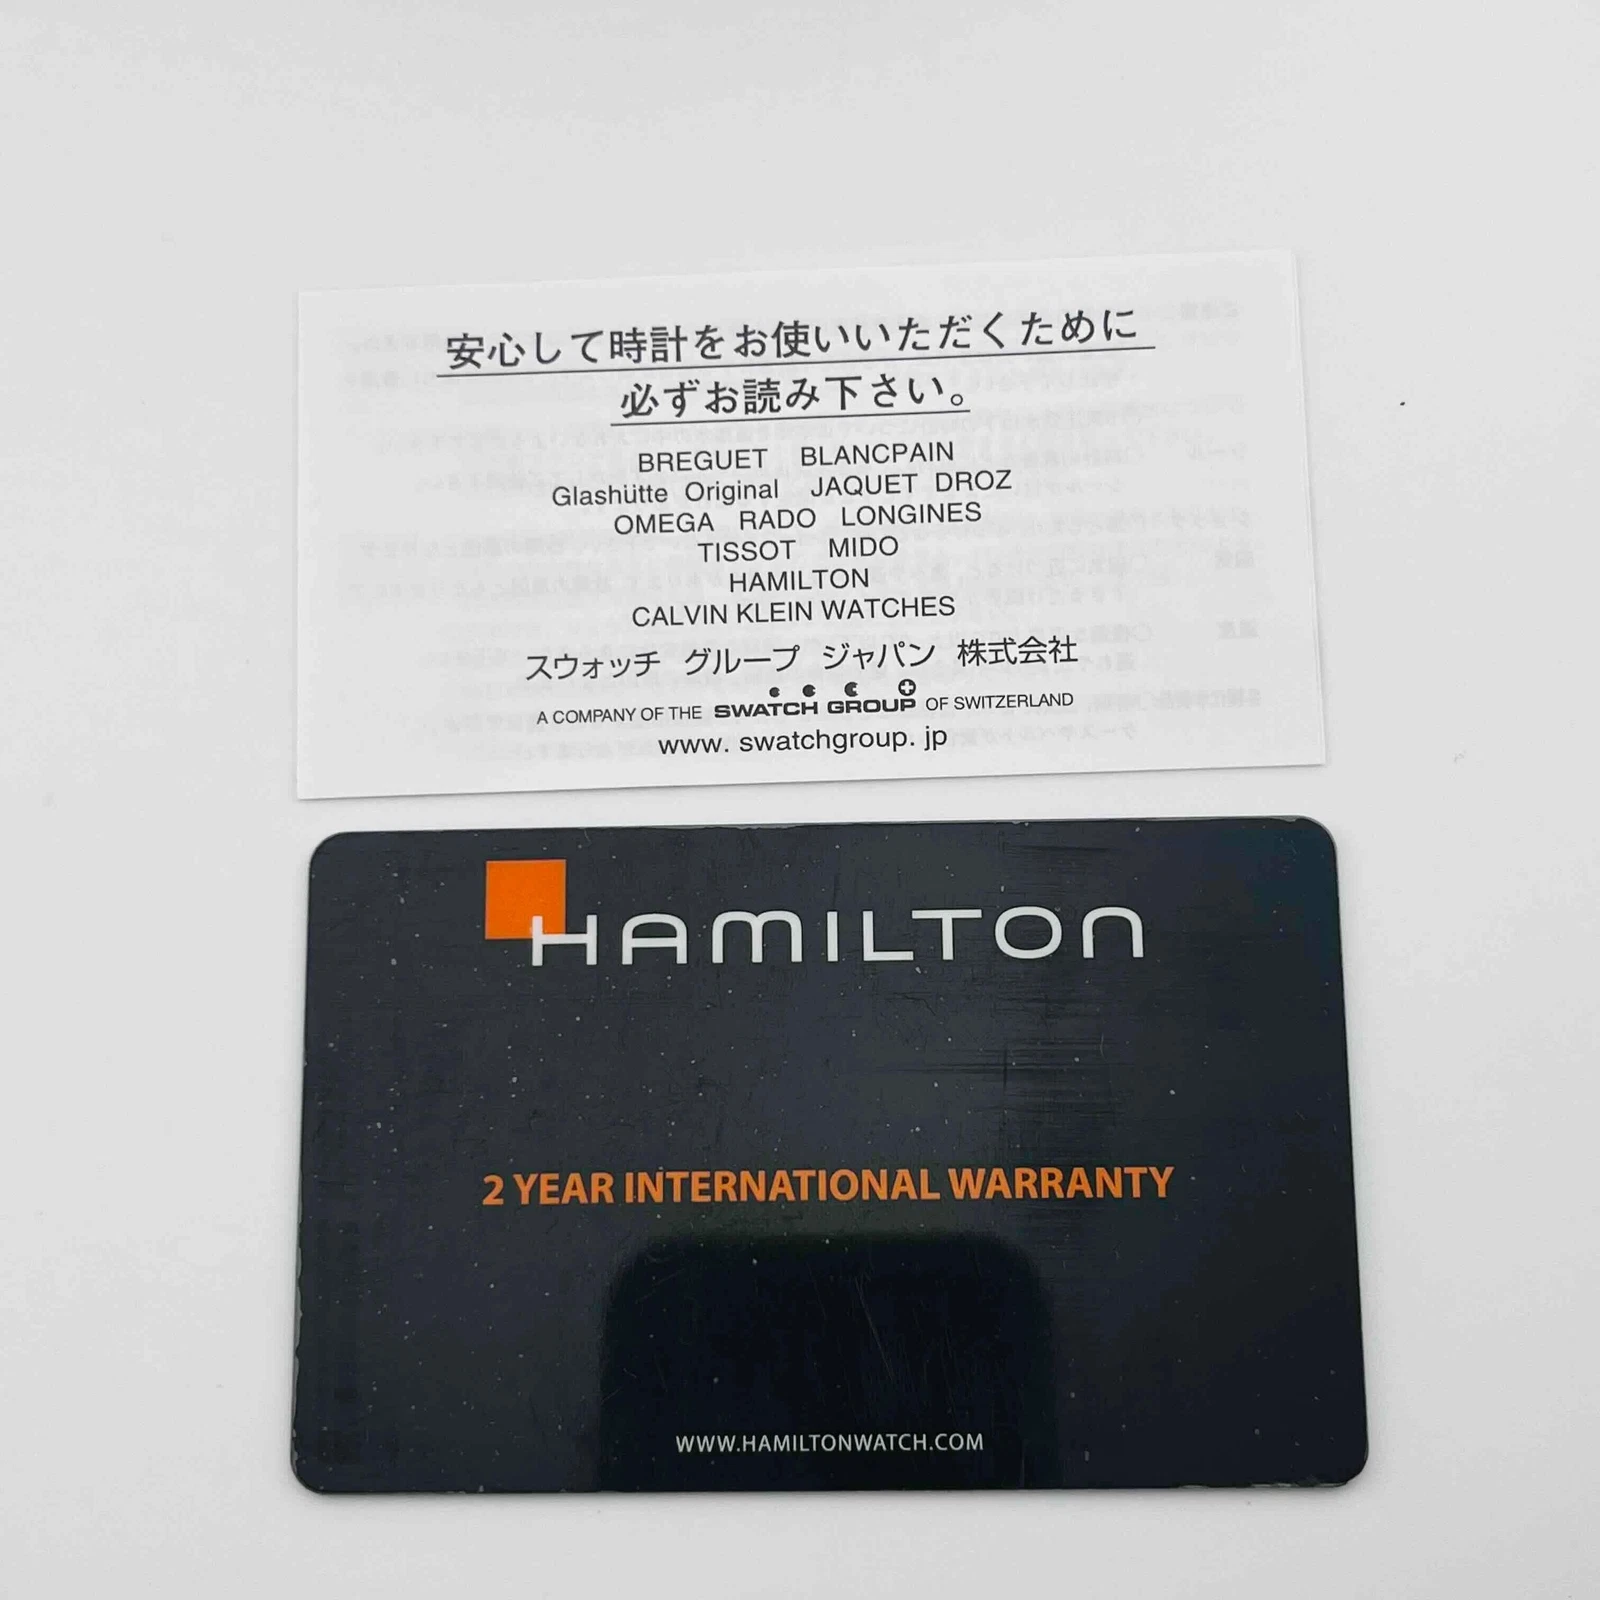 安心して時計をお使いいただくために
必ずお読み下さい。
BREGUET BLANCPAIN
Glashütte Original JAQUET DROZ
OMEGA RADO LONGINES
TISSOT MIDO
HAMILTON
CALVIN KLEIN WATCHES
スウォッチ グループ ジャパン 株式会社
A COMPANY OF THE SWATCH GROUP OF SWITZERLAND
www. swatchgroup. jp
HAMILTON
2 YEAR INTERNATIONAL WARRANTY
WWW.HAMILTONWATCH.COM